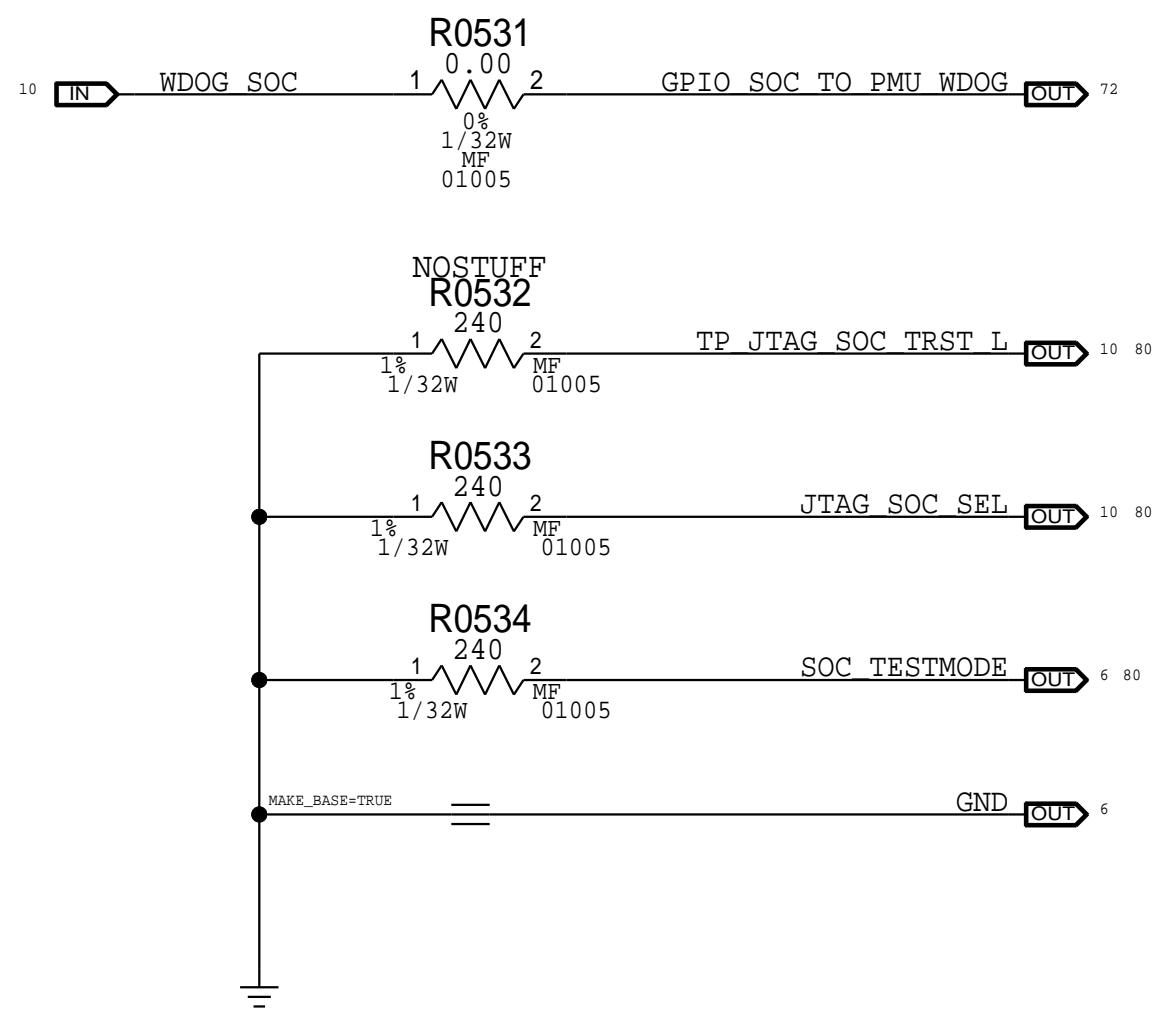 R0531
0.00
10 IN WDOG_SOC 1 2 GPIO_SOC_TO_PMU_WDOG OUT 72
0%
1/32W
MF
01005
NOSTUFF
R0532
240
1 2 TP_JTAG_SOC_TRST_L OUT 10 80
1% MF
1/32W 01005
R0533
240
1 2 JTAG_SOC_SEL OUT 10 80
1% MF
1/32W 01005
R0534
240
1 2 SOC_TESTMODE OUT 6 80
1% MF
1/32W 01005
MAKE_BASE=TRUE GND OUT 6